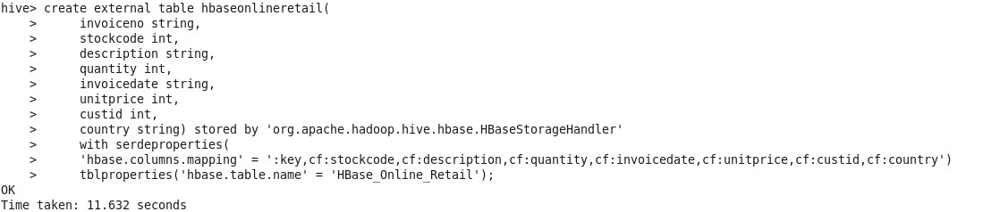 hive> create external table hbaseonlineretail(
    >      invoiceno string,
    >      stockcode int,
    >      description string,
    >      quantity int,
    >      invoicedate string,
    >      unitprice int,
    >      custid int,
    >      country string) stored by 'org.apache.hadoop.hive.hbase.HBaseStorageHandler'
    >      with serdeproperties(
    >      'hbase.columns.mapping' = ':key,cf:stockcode,cf:description,cf:quantity,cf:invoicedate,cf:unitprice,cf:custid,cf:country')
    >      tblproperties('hbase.table.name' = 'HBase_Online_Retail');
OK
Time taken: 11.632 seconds